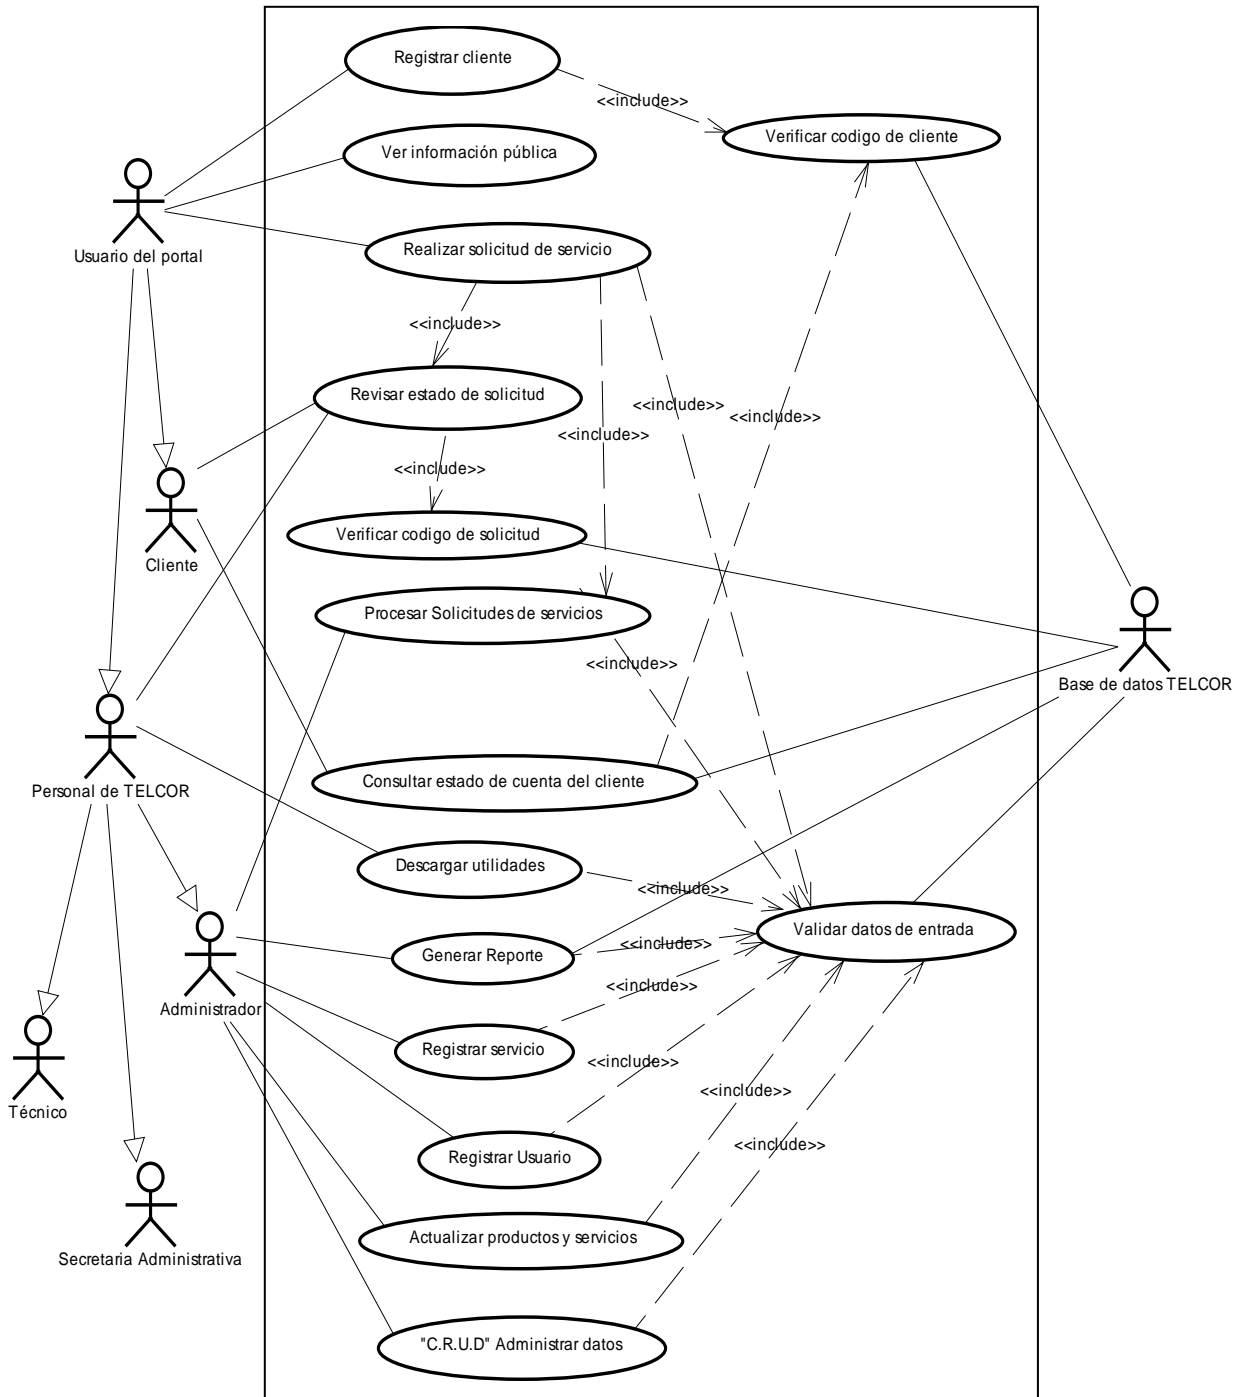 Registrar cliente
<<include>>
Verificar codigo de cliente
Ver información pública
Usuario del portal
Realizar solicitud de servicio
<<include>>
Revisar estado de solicitud
<<include>>
<<include>>
<<include>>
<<include>>
Verificar codigo de solicitud
Cliente
Procesar Solicitudes de servicios
<<include>>
Base de datos TELCOR
Personal de TELCOR
Consultar estado de cuenta del cliente
Descargar utilidades
<<include>>
Validar datos de entrada
Generar Reporte
<<include>>
<<include>>
Administrador
Registrar servicio
<<include>>
Técnico
<<include>>
Registrar Usuario
<<include>>
Actualizar productos y servicios
Secretaria Administrativa
"C.R.U.D" Administrar datos